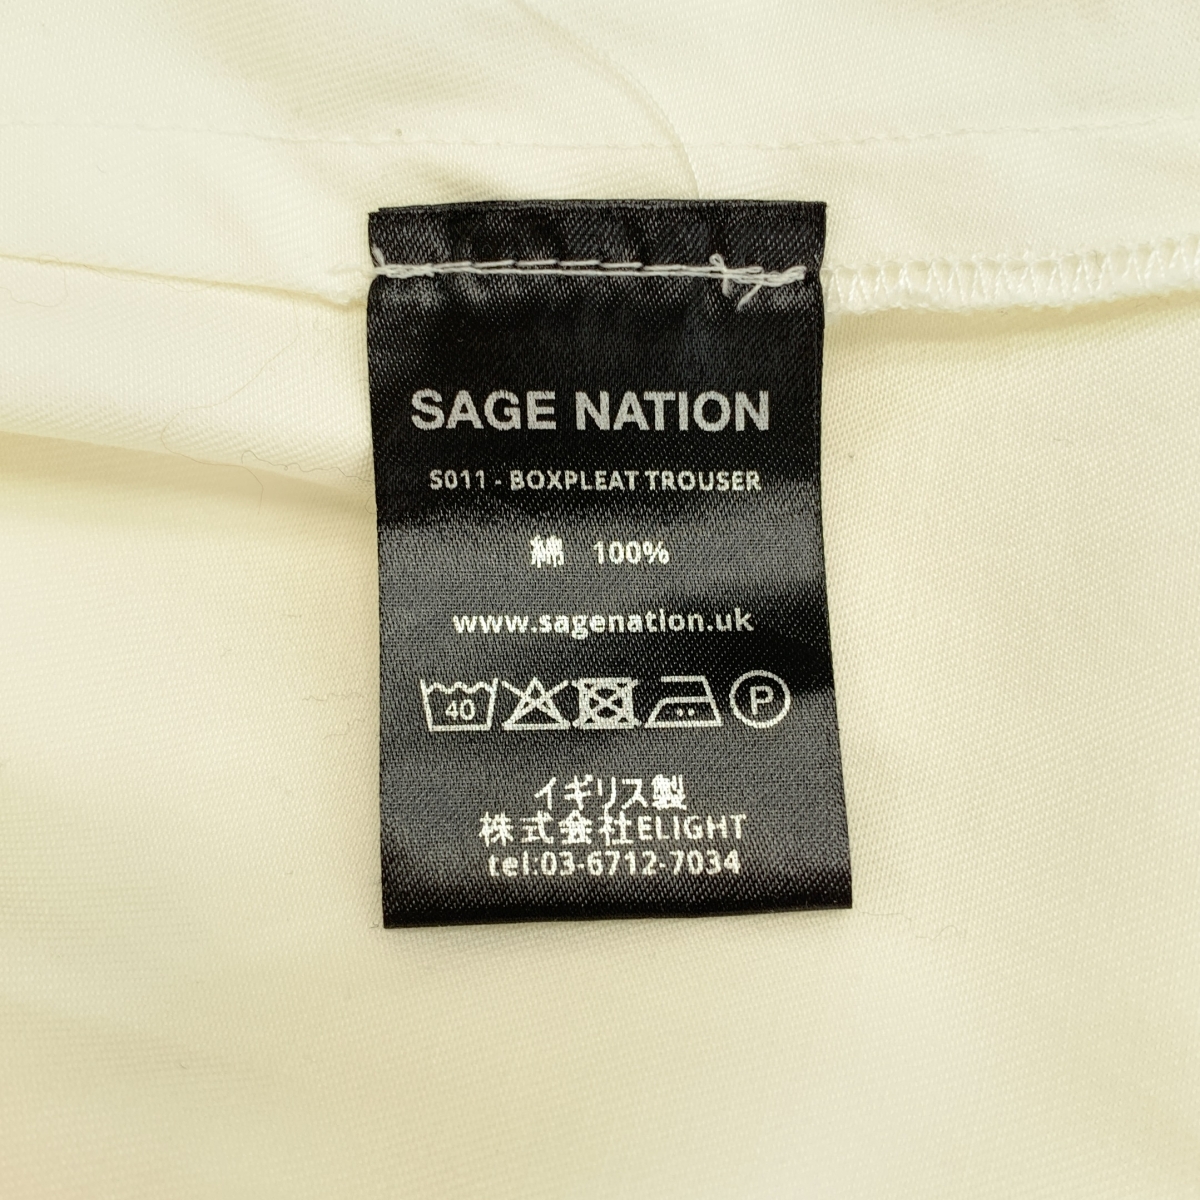 SAGE NATION
S011 - BOXPLEAT TROUSER
綿 100%
www.sagenation.uk
40 P
イギリス製
株式会社ELIGHT
tel:03-6712-7034